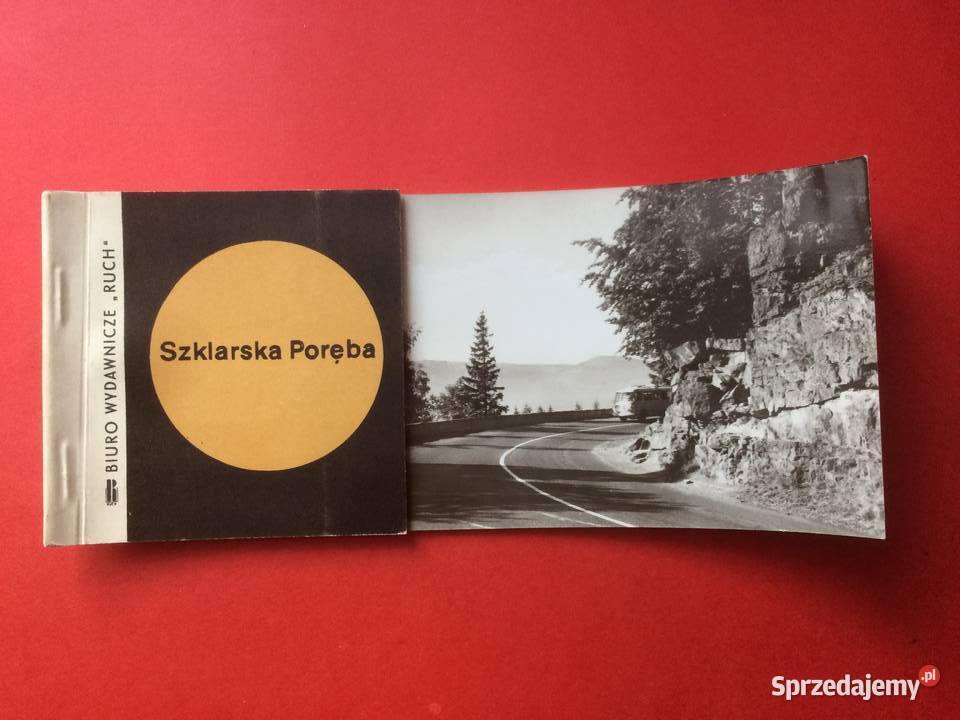 BIURO WYDAWNICZE „RUCH"
Szklarska Poręba
Sprzedajemy.pl